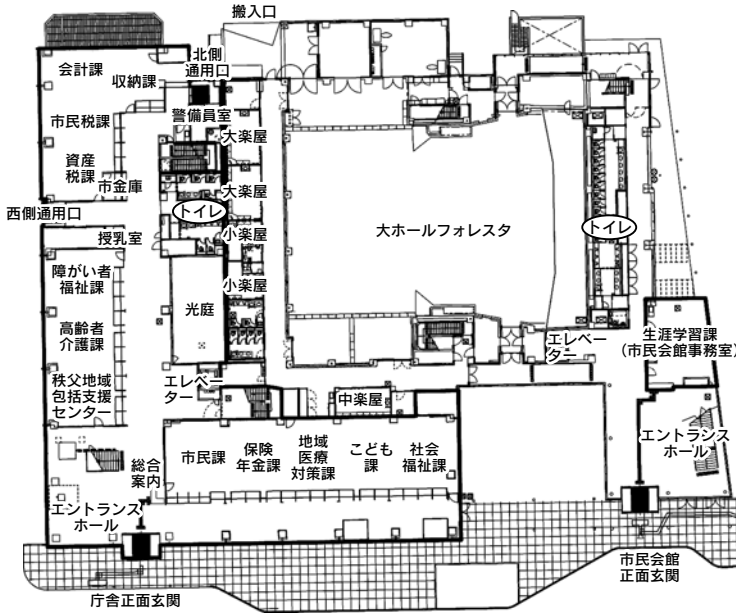 搬入口
北側
通用口
会計課
収納課
警備員室
市民税課
大楽屋
資産
税課
市金庫
大楽屋
西側通用口
トイレ
大ホールフォレスタ
トイレ
授乳室
小楽屋
障がい者
福祉課
小楽屋
光庭
高齢者
介護課
生涯学習課
(市民会館事務室)
エレベ
ーター
エレベ
ーター
秩父地域
包括支援
センター
中楽屋
エントランス
ホール
市民課
保険
年金課
地域
医療
対策課
こども
課
社会
福祉課
総合
案内
エントランス
ホール
市民会館
正面玄関
庁舎正面玄関